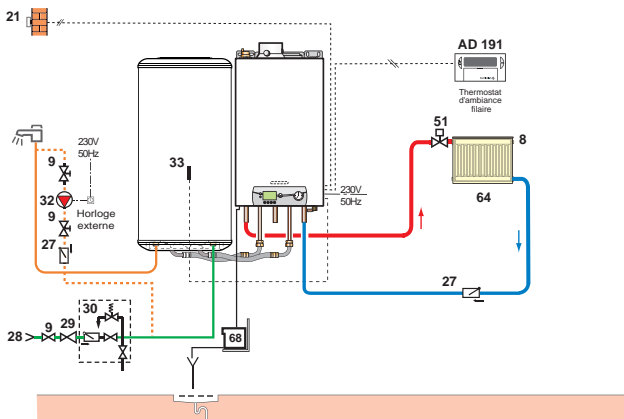 21
AD 191
Thermostat
d'ambiance
filaire
51
8
230V
50Hz
9
33
64
32
Horloge
externe
230V
50Hz
9
27
27
30
28
9
29
68